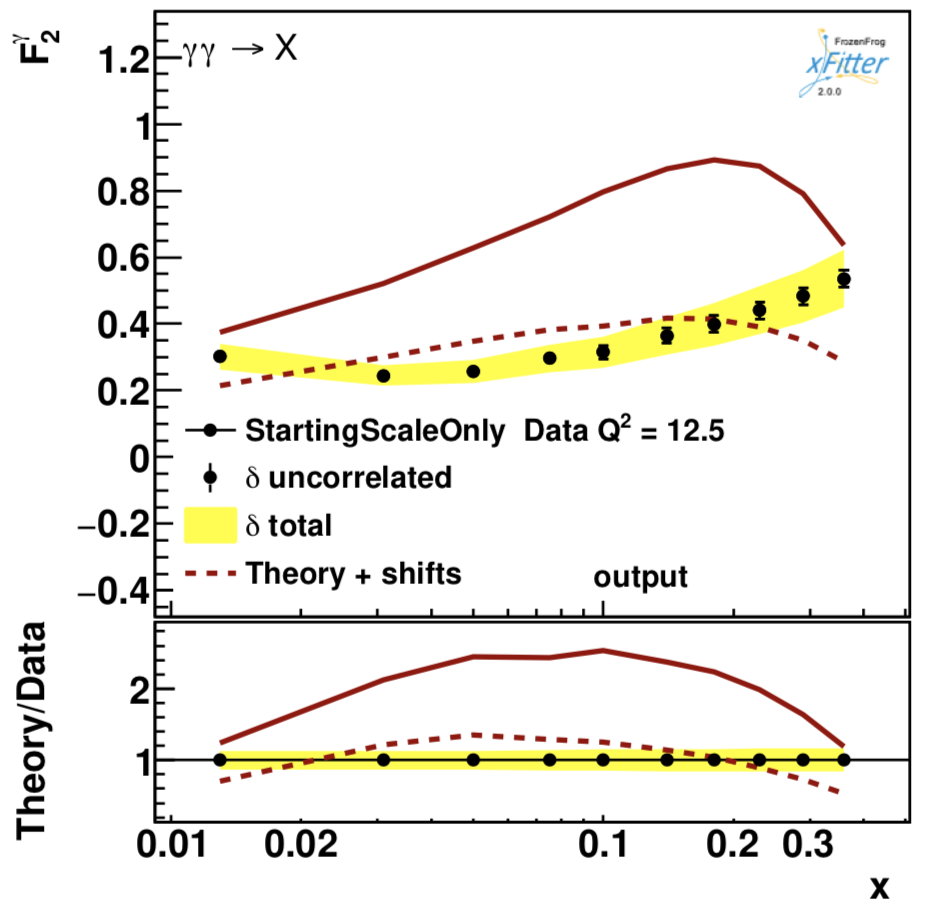 F₂^γ
γγ → X
FrozenFrog
xFitter
2.0.0
1.2
1
0.8
0.6
0.4
0.2
0
−0.2
−0.4
StartingScaleOnly Data Q² = 12.5
δ uncorrelated
δ total
Theory + shifts
output
Theory/Data
2
1
0.01 0.02 0.1 0.2 0.3
x